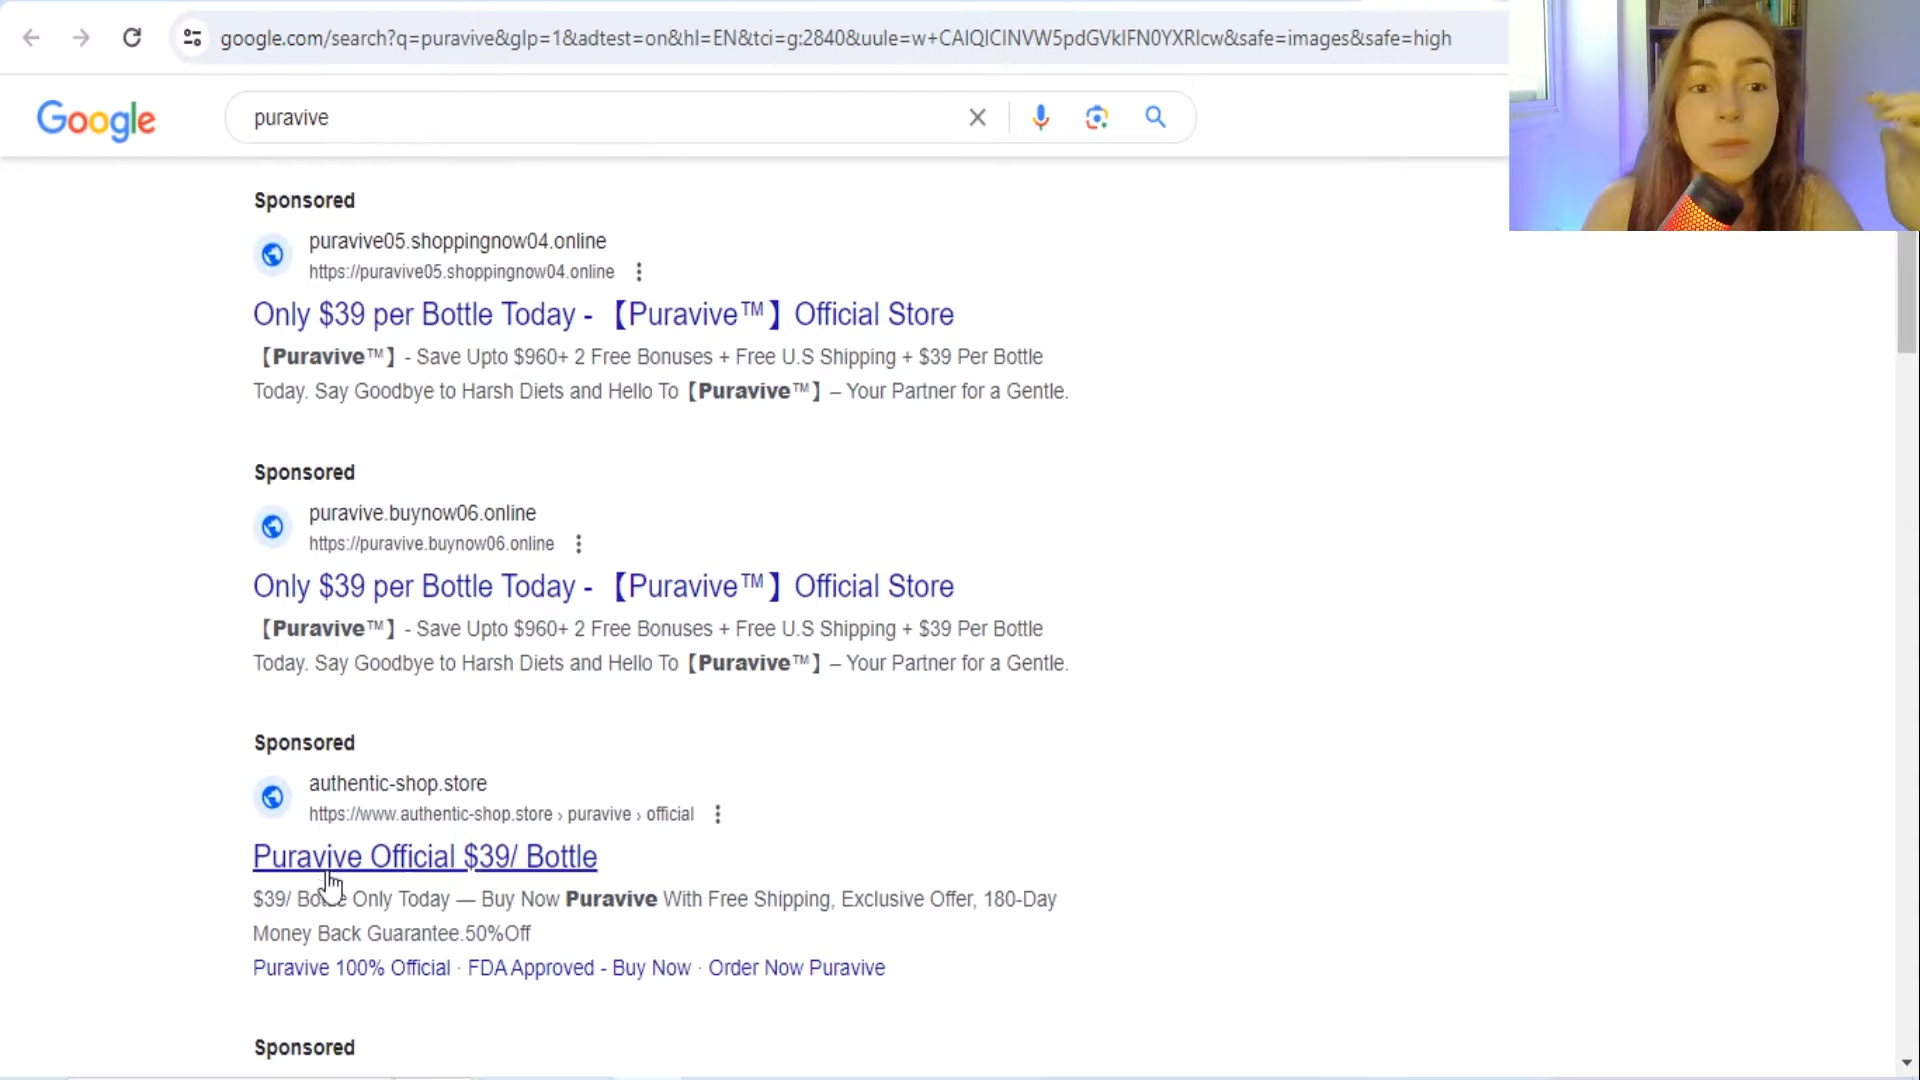 google.com/search?q=puravive&glp=1&adtest=on&hl=EN&tci=g:2840&uule=w+CAIQICINVW5pdGVkIFN0YXRlcw&safe=images&safe=high
Google
puravive
Sponsored
puravive05.shoppingnow04.online
https://puravive05.shoppingnow04.online
Only $39 per Bottle Today - 【Puravive™】 Official Store
【Puravive™】 - Save Upto $960+ 2 Free Bonuses + Free U.S Shipping + $39 Per Bottle
Today. Say Goodbye to Harsh Diets and Hello To【Puravive™】 – Your Partner for a Gentle.
Sponsored
puravive.buynow06.online
https://puravive.buynow06.online
Only $39 per Bottle Today - 【Puravive™】 Official Store
【Puravive™】 - Save Upto $960+ 2 Free Bonuses + Free U.S Shipping + $39 Per Bottle
Today. Say Goodbye to Harsh Diets and Hello To【Puravive™】 – Your Partner for a Gentle.
Sponsored
authentic-shop.store
https://www.authentic-shop.store › puravive › official
Puravive Official $39/ Bottle
$39/ Bottle Only Today — Buy Now Puravive With Free Shipping, Exclusive Offer, 180-Day
Money Back Guarantee.50%Off
Puravive 100% Official · FDA Approved - Buy Now · Order Now Puravive
Sponsored